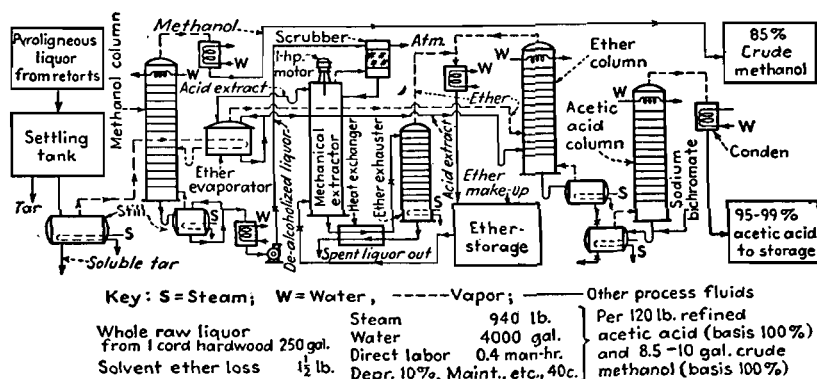 Pyroligneous
liquor
from retorts
Settling
tank
Tar
Soluble tar
Still
S
Methanol column
Methanol
W
W
Acid extract
Ether
evaporator
S
W
De-alcoholized liquor
Scrubber
1-hp.
motor
Atm.
Mechanical
extractor
Heat exchanger
Ether exhauster
Spent liquor out
S
Acid extract
W
Ether
Ether
make-up
Ether-
storage
Ether
column
W
S
S
Acetic acid
column
W
Sodium
bichromate
W
Conden
85%
Crude
methanol
95-99%
acetic acid
to storage
Key: S = Steam; W = Water, ----Vapor; —— Other process fluids
Whole raw liquor
from 1 cord hardwood 250 gal.
Solvent ether loss 1½ lb.
Steam 940 lb.
Water 4000 gal.
Direct labor 0.4 man-hr.
Depr. 10%, Maint., etc., 40c.
Per 120 lb. refined
acetic acid (basis 100%)
and 8.5-10 gal. crude
methanol (basis 100%)